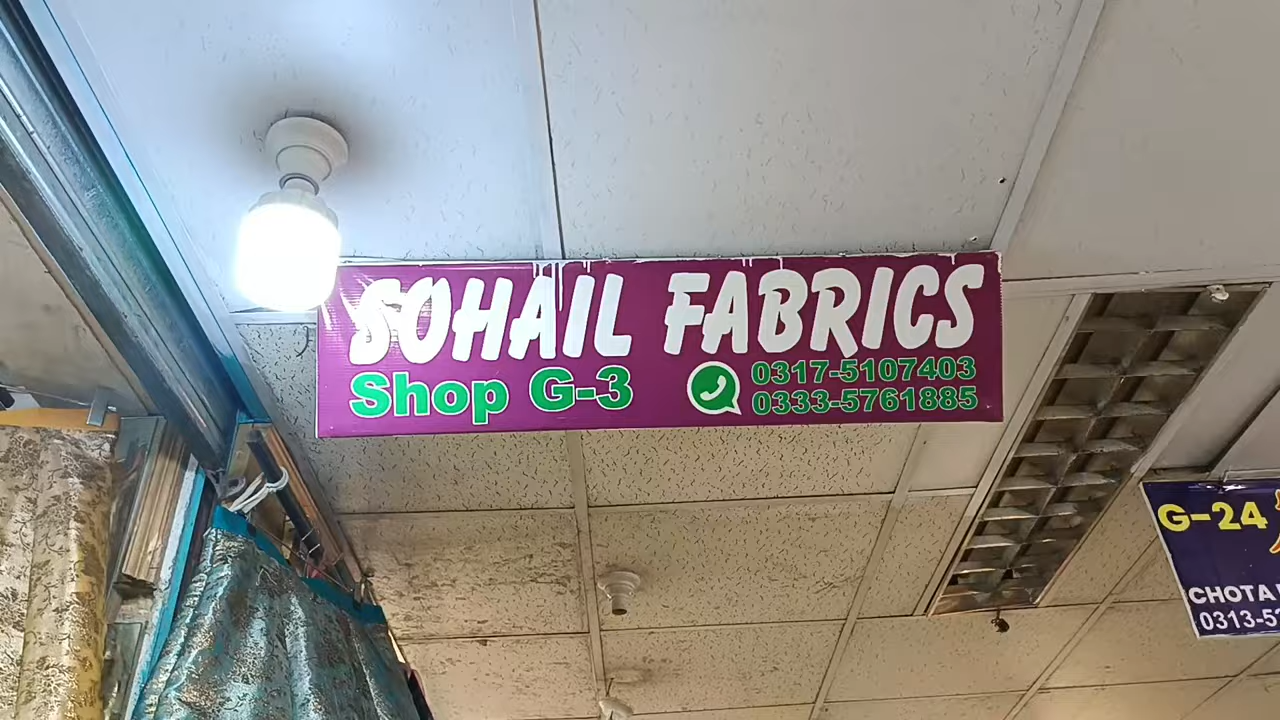 SOHAIL FABRICS
Shop G-3
0317-5107403
0333-5761885
G-24
CHOTA
0313-5